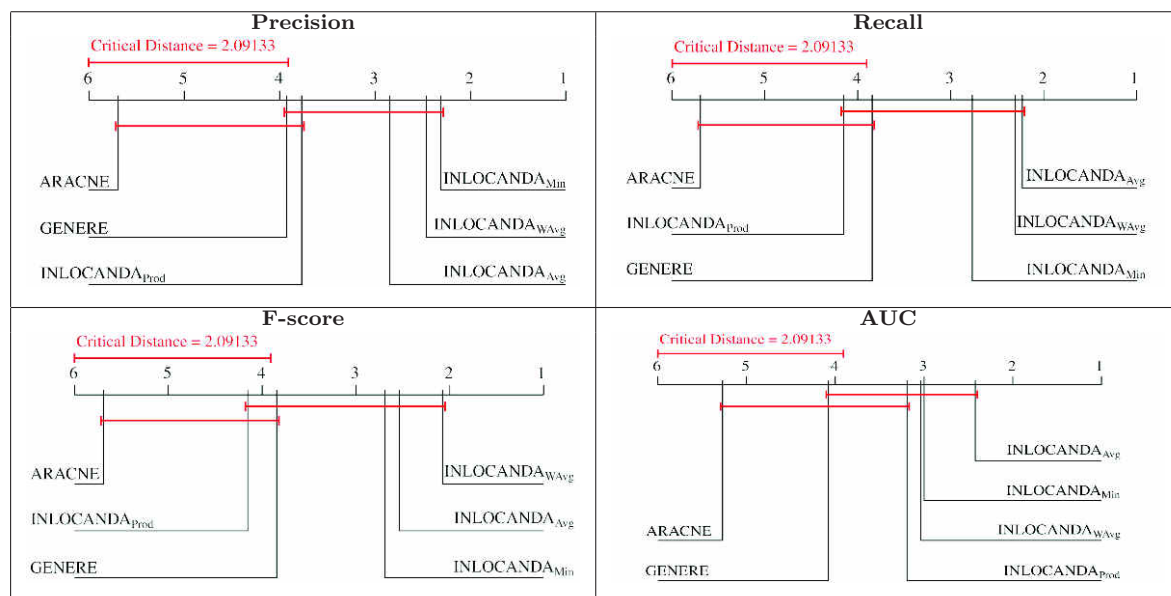 Precision
Critical Distance = 2.09133
6 5 4 3 2 1
ARACNE
INLOCANDAMin
GENERE
INLOCANDAWAvg
INLOCANDAProd
INLOCANDAAvg
Recall
Critical Distance = 2.09133
6 5 4 3 2 1
ARACNE
INLOCANDAAvg
INLOCANDAProd
INLOCANDAWAvg
GENERE
INLOCANDAMin
F-score
Critical Distance = 2.09133
6 5 4 3 2 1
ARACNE
INLOCANDAWAvg
INLOCANDAProd
INLOCANDAAvg
GENERE
INLOCANDAMin
AUC
Critical Distance = 2.09133
6 5 4 3 2 1
INLOCANDAAvg
INLOCANDAMin
ARACNE
INLOCANDAWAvg
GENERE
INLOCANDAProd